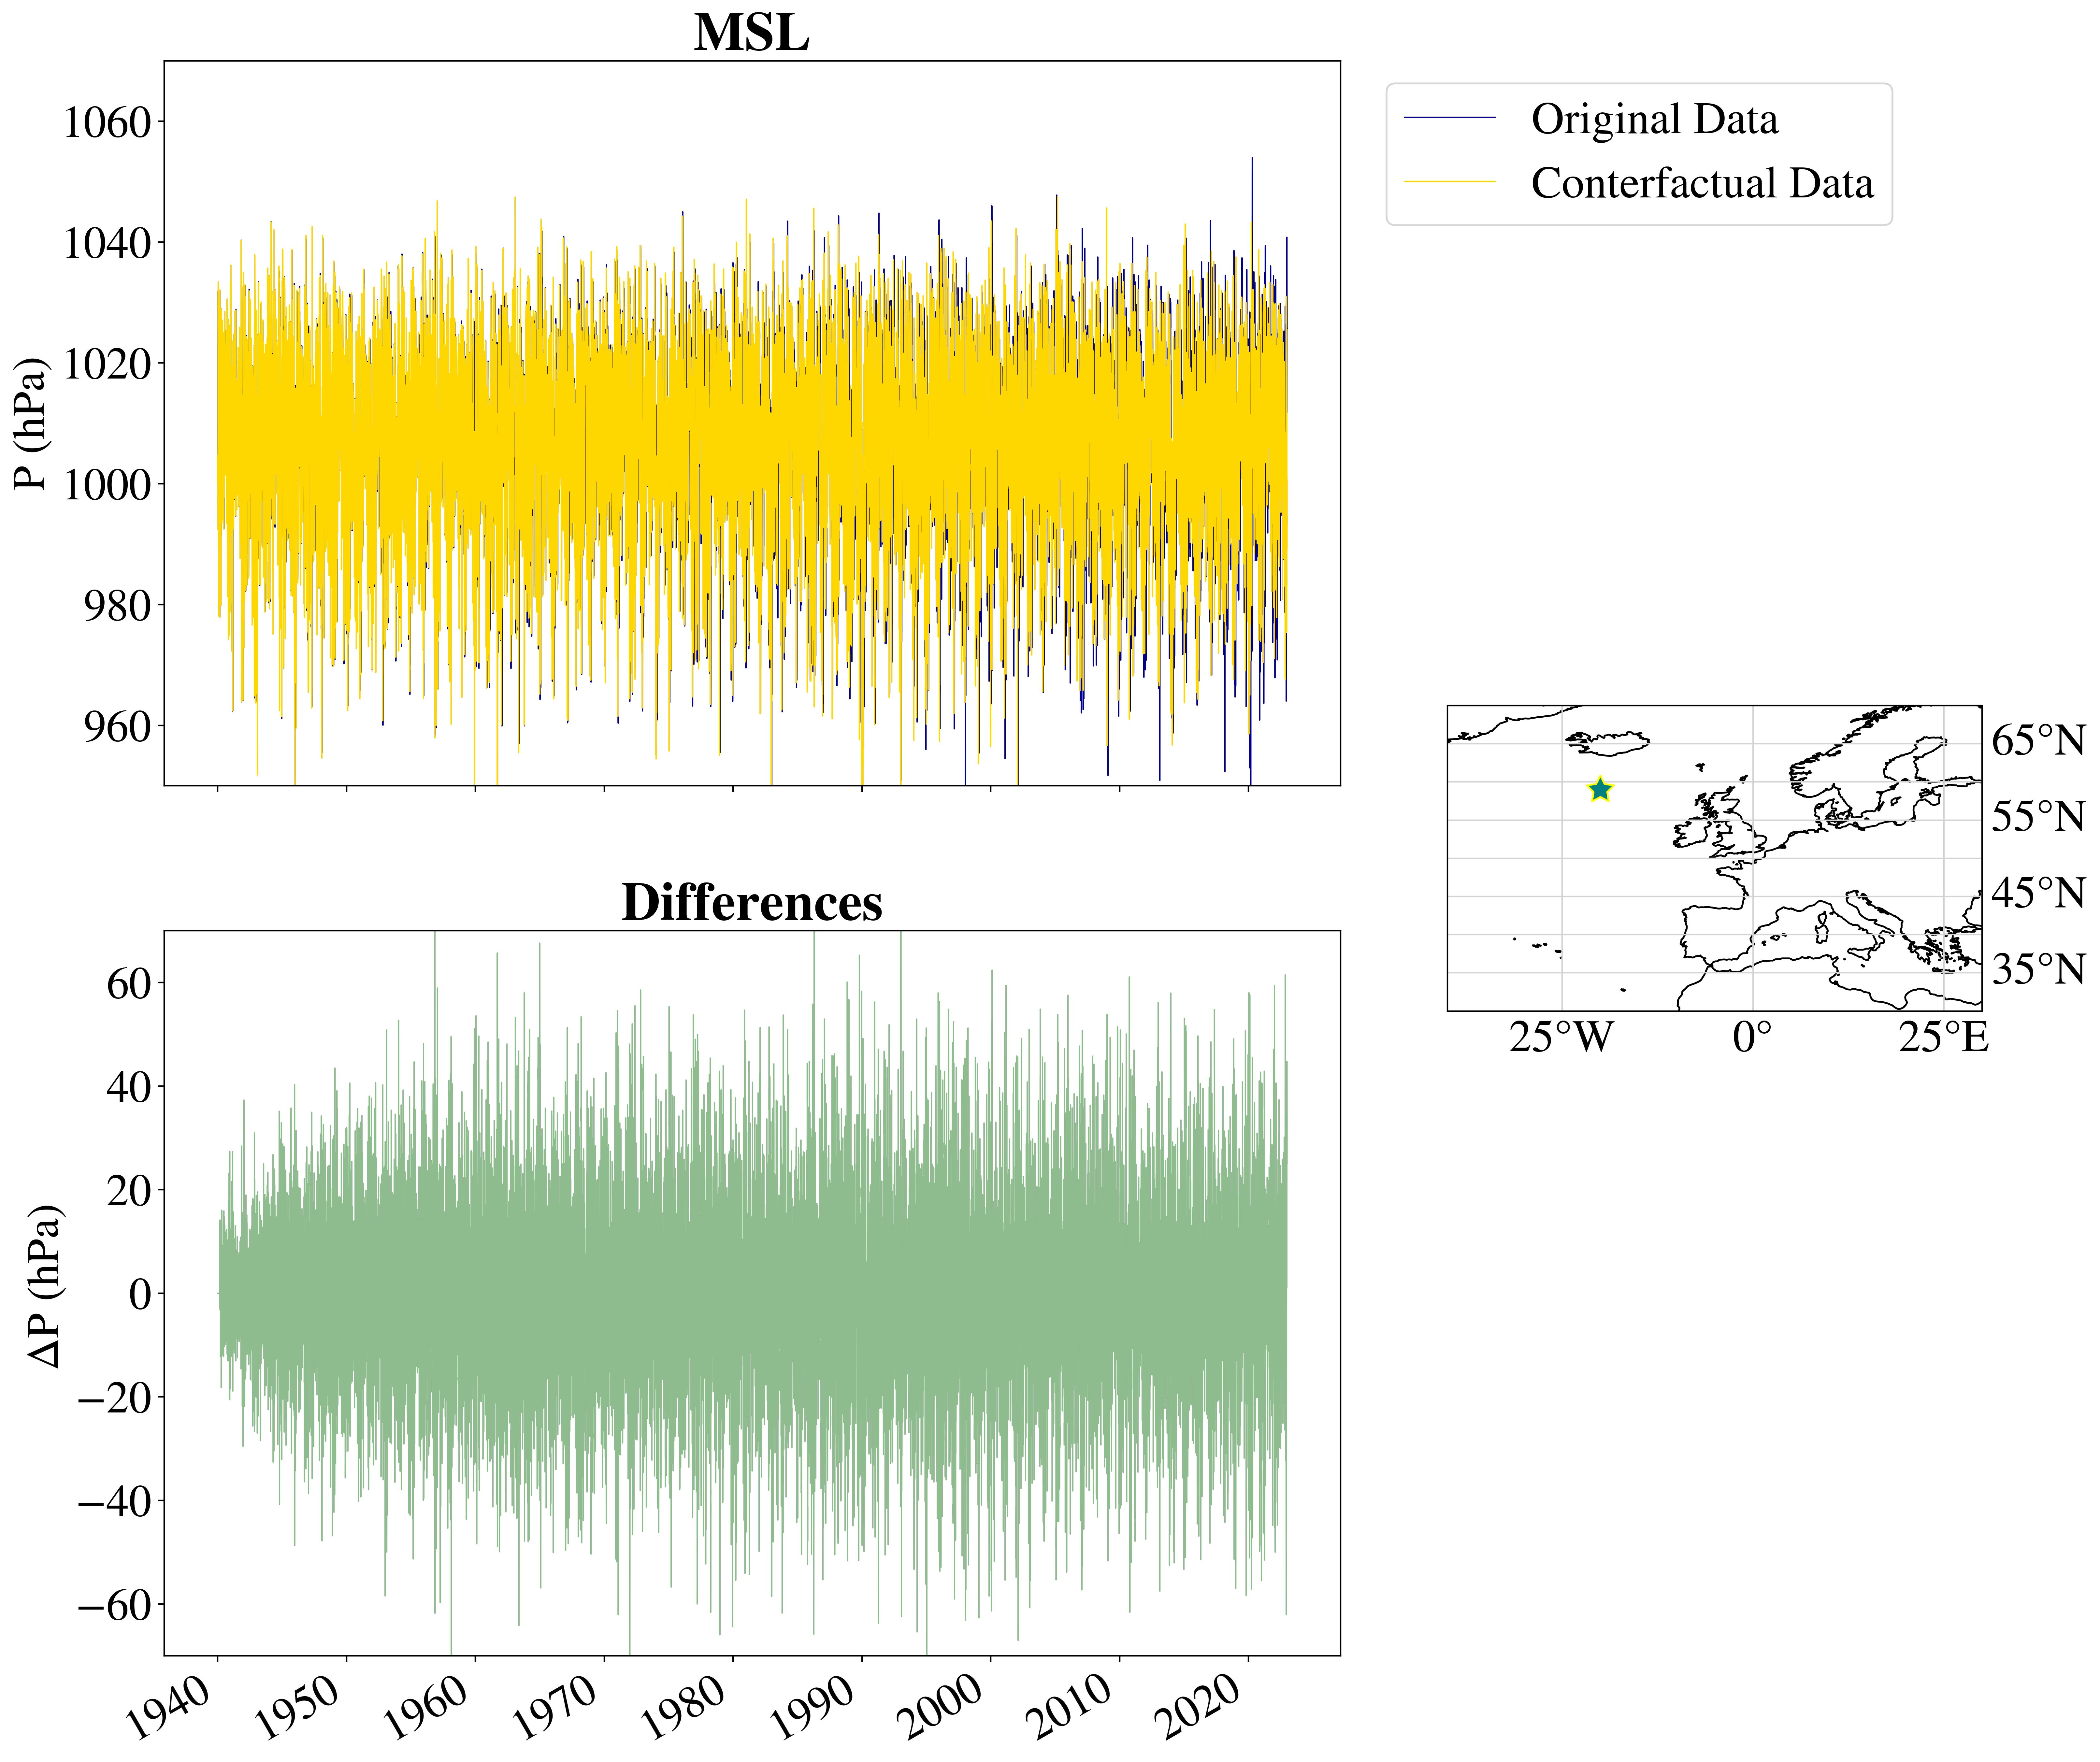 MSL
1060
1040
1020
1000
980
960
P (hPa)
Original Data
Conterfactual Data
65°N
55°N
45°N
35°N
25°W 0° 25°E
Differences
60
40
20
0
−20
−40
−60
ΔP (hPa)
1940 1950 1960 1970 1980 1990 2000 2010 2020